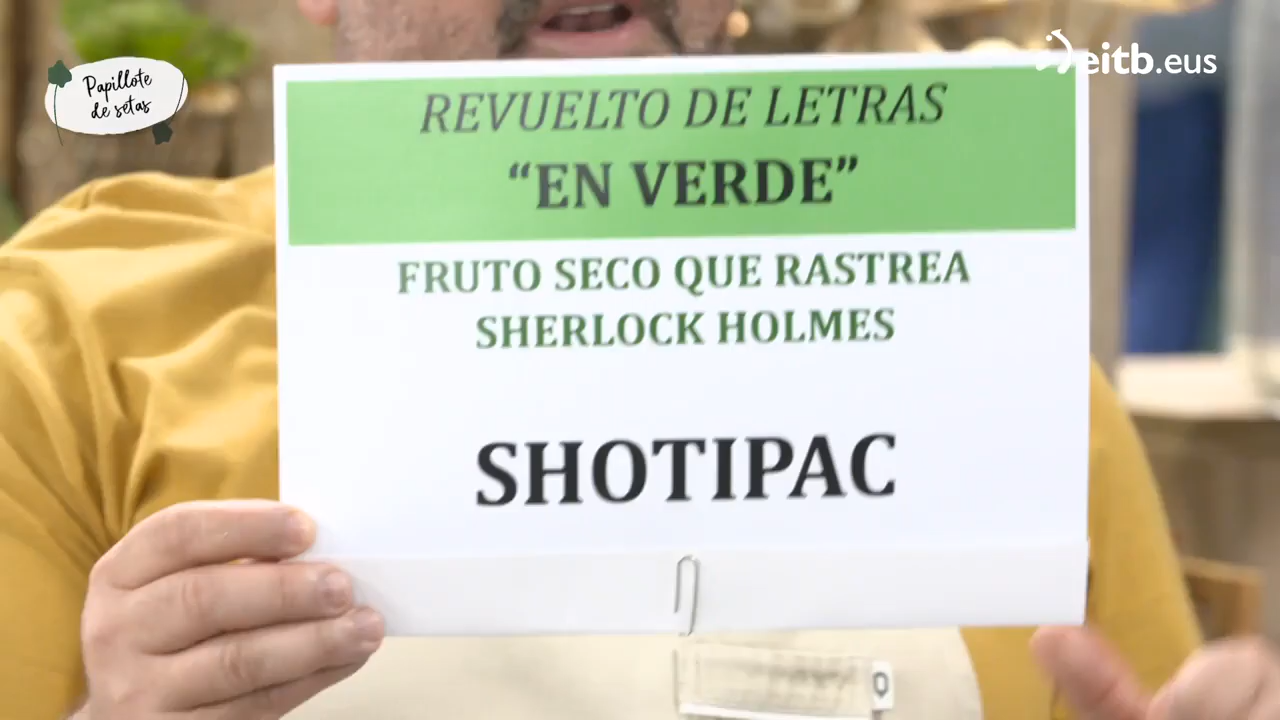 Papillote
de setas
eitb.eus
REVUELTO DE LETRAS
“EN VERDE”
FRUTO SECO QUE RASTREA
SHERLOCK HOLMES
SHOTIPAC